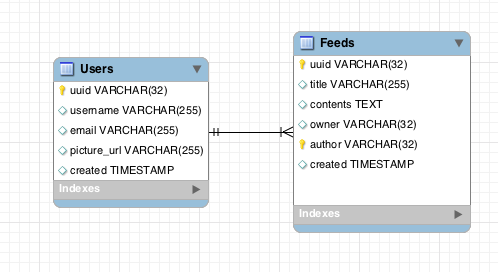 Users
uuid VARCHAR(32)
username VARCHAR(255)
email VARCHAR(255)
picture_url VARCHAR(255)
created TIMESTAMP
Indexes
Feeds
uuid VARCHAR(32)
title VARCHAR(255)
contents TEXT
owner VARCHAR(32)
author VARCHAR(32)
created TIMESTAMP
Indexes